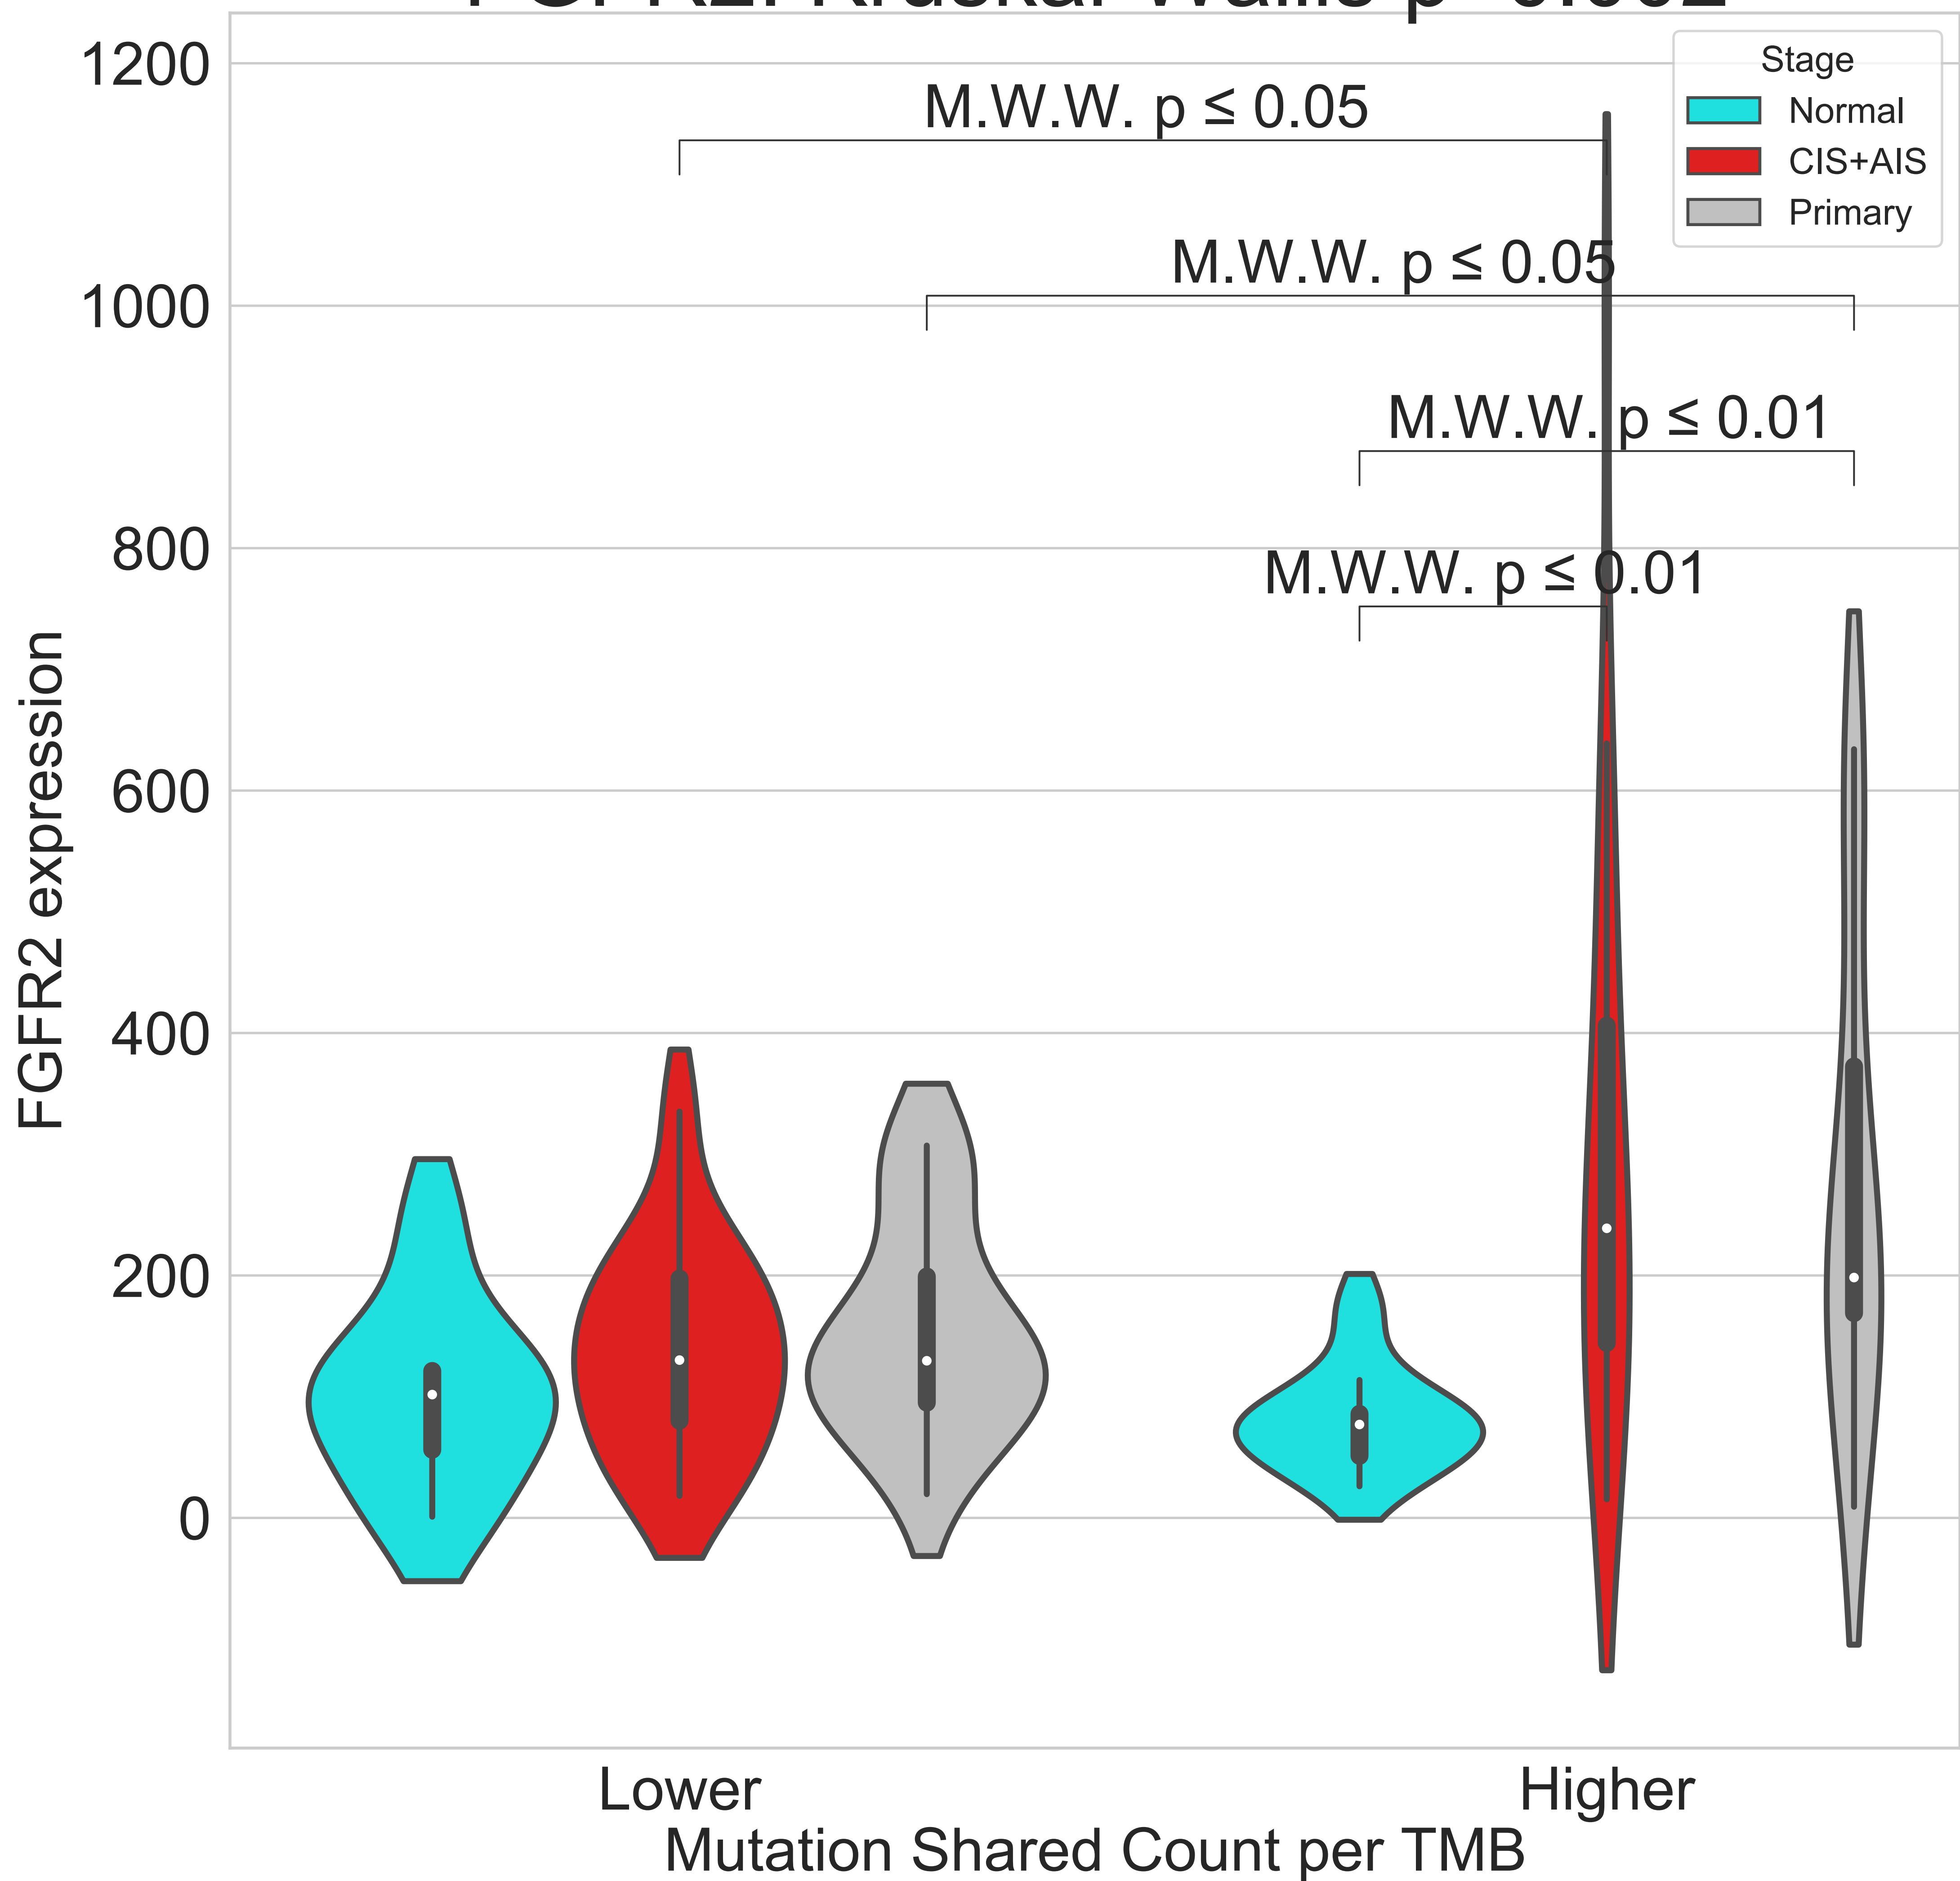 1200
1000
800
600
400
200
0
FGFR2 expression
M.W.W. p ≤ 0.05
M.W.W. p ≤ 0.05
M.W.W. p ≤ 0.01
M.W.W. p ≤ 0.01
Stage
Normal
CIS+AIS
Primary
Lower
Higher
Mutation Shared Count per TMB